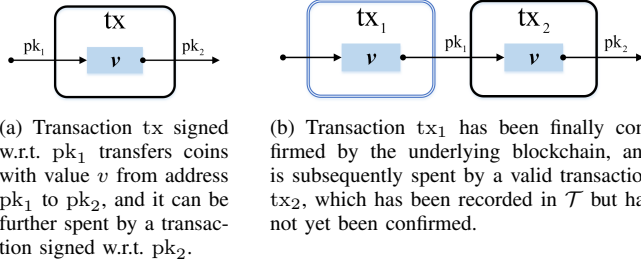 tx
pk1
v
pk2
tx1
v
pk1
tx2
v
pk2
(a) Transaction tx signed
w.r.t. pk1 transfers coins
with value v from address
pk1 to pk2, and it can be
further spent by a transac-
tion signed w.r.t. pk2.
(b) Transaction tx1 has been finally con
firmed by the underlying blockchain, an
is subsequently spent by a valid transactio
tx2, which has been recorded in 𝒯 but ha
not yet been confirmed.